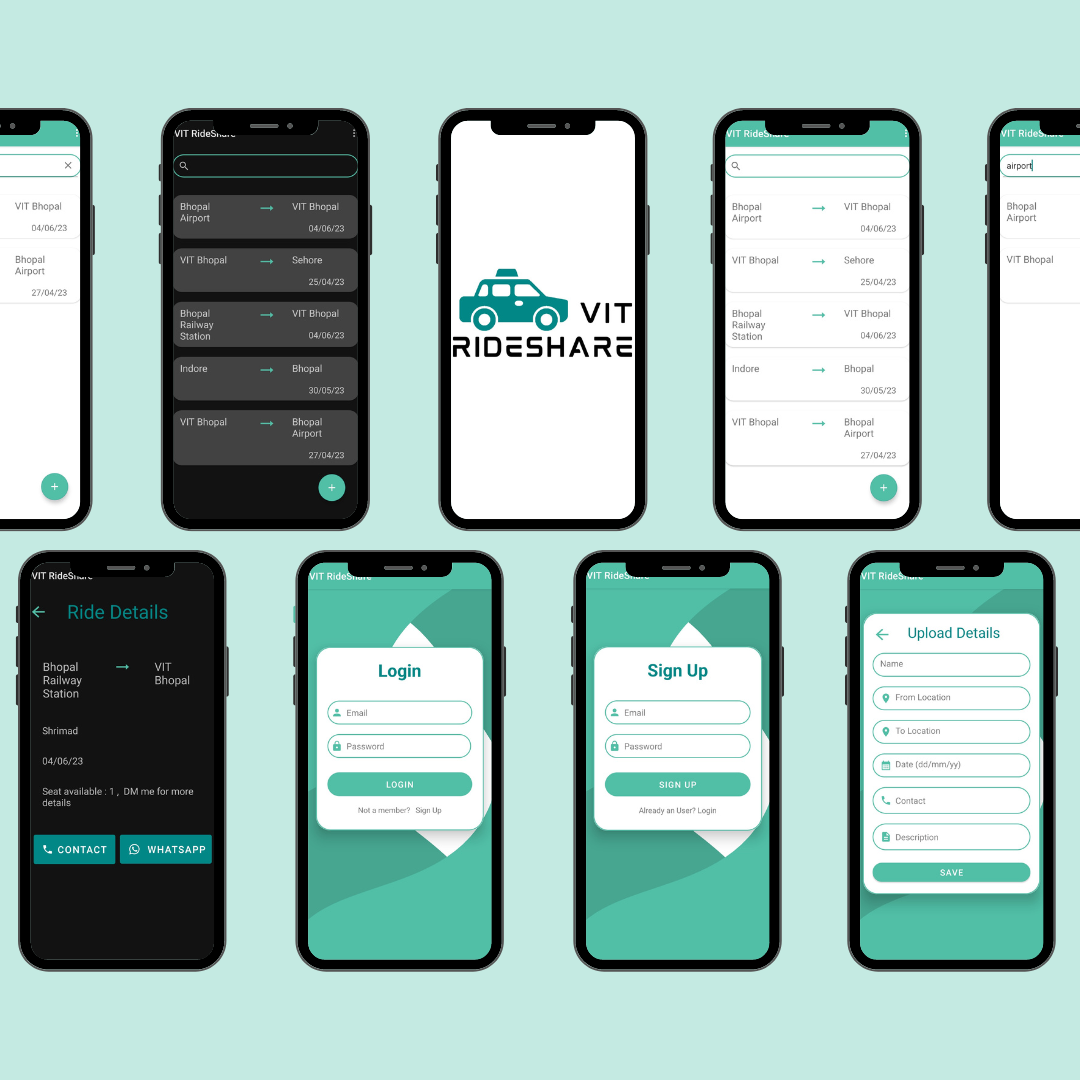 VIT Bhopal
04/06/23
Bhopal
Airport
27/04/23
+
VIT RideShare
Bhopal
Airport
VIT Bhopal
04/06/23
VIT Bhopal
Sehore
25/04/23
Bhopal
Railway
Station
VIT Bhopal
04/06/23
Indore
Bhopal
30/05/23
VIT Bhopal
Bhopal
Airport
27/04/23
+
VIT
RIDESHARE
VIT RideShare
Bhopal
Airport
VIT Bhopal
04/06/23
VIT Bhopal
Sehore
25/04/23
Bhopal
Railway
Station
VIT Bhopal
04/06/23
Indore
Bhopal
30/05/23
VIT Bhopal
Bhopal
Airport
27/04/23
+
VIT RideShare
airport
Bhopal
Airport
VIT Bhopal
VIT RideShare
Ride Details
Bhopal
Railway
Station
VIT
Bhopal
Shrimad
04/06/23
Seat available : 1 , DM me for more
details
CONTACT
WHATSAPP
VIT RideShare
Login
Email
Password
LOGIN
Not a member? Sign Up
VIT RideShare
Sign Up
Email
Password
SIGN UP
Already an User? Login
VIT RideShare
Upload Details
Name
From Location
To Location
Date (dd/mm/yy)
Contact
Description
SAVE